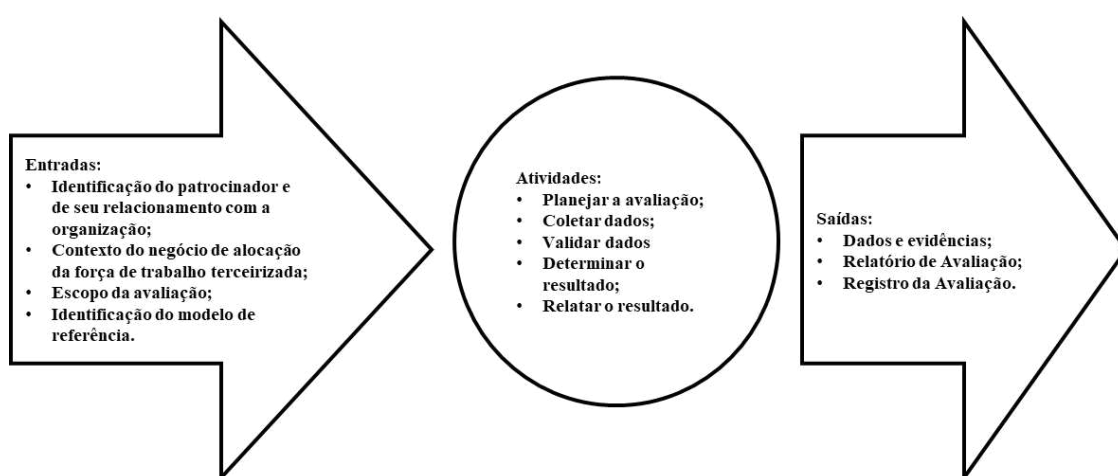 Entradas:
• Identificação do patrocinador e
de seu relacionamento com a
organização;
• Contexto do negócio de alocação
da força de trabalho terceirizada;
• Escopo da avaliação;
• Identificação do modelo de
referência.
Atividades:
• Planejar a avaliação;
• Coletar dados;
• Validar dados
• Determinar o
resultado;
• Relatar o resultado.
Saídas:
• Dados e evidências;
• Relatório de Avaliação;
• Registro da Avaliação.